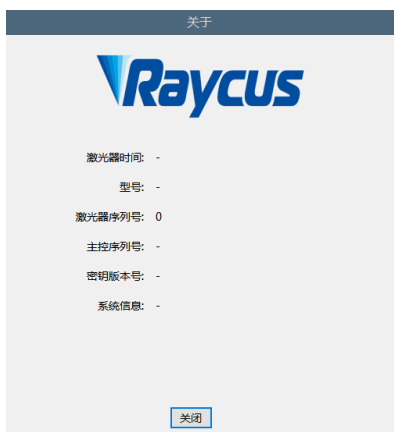 关于
Raycus
激光器时间: -
型号: -
激光器序列号: 0
主控序列号: -
密钥版本号: -
系统信息: -
关闭